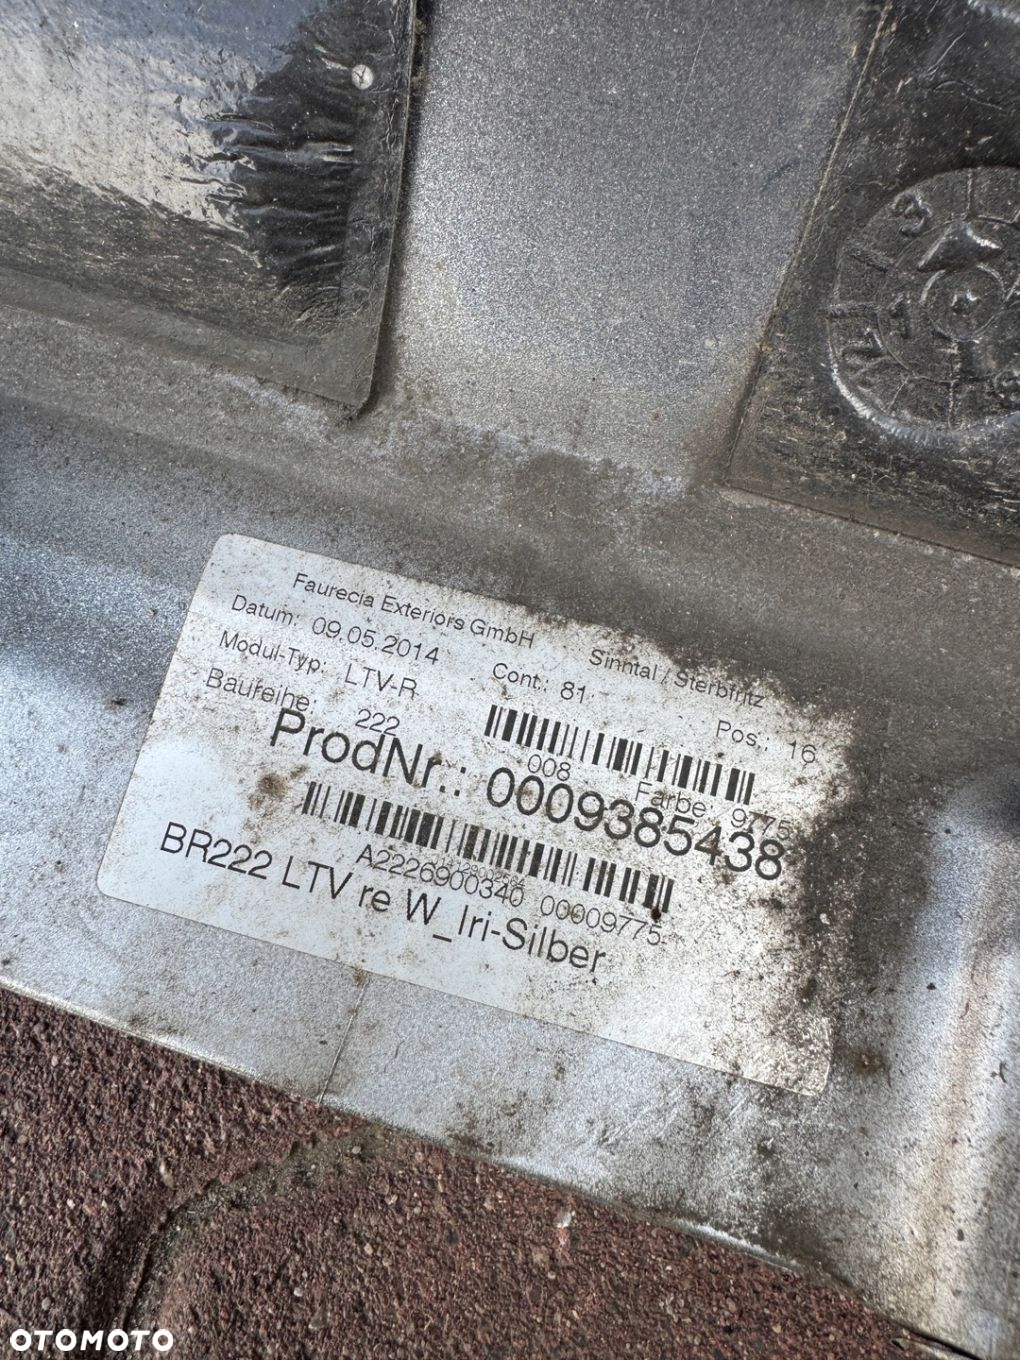 Faurecia Exteriors GmbH Sinntal / Sterbfritz
Datum: 09.05.2014 Cont.: 81 Pos.: 16
Modul-Typ: LTV-R
Baureihe: 222 008 Farbe: 9775
ProdNr.: 0009385438
A2226900340 00009775
BR222 LTV re W_Iri-Silber
OTOMOTO